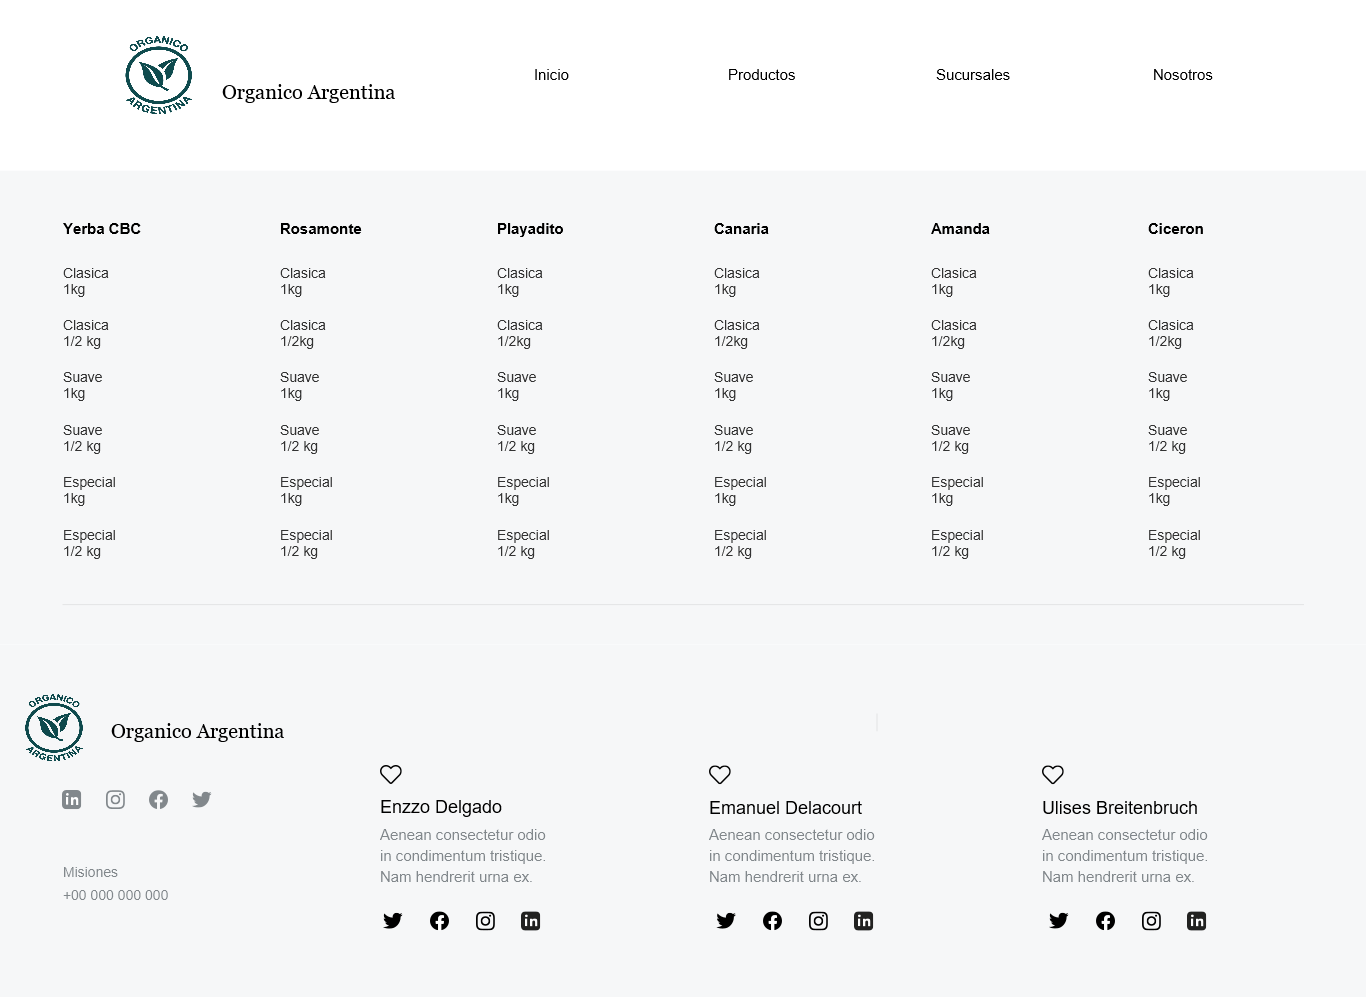 ORGANICO
ARGENTINA
Organico Argentina
Inicio
Productos
Sucursales
Nosotros
Yerba CBC
Clasica
1kg
Clasica
1/2 kg
Suave
1kg
Suave
1/2 kg
Especial
1kg
Especial
1/2 kg
Rosamonte
Clasica
1kg
Clasica
1/2kg
Suave
1kg
Suave
1/2 kg
Especial
1kg
Especial
1/2 kg
Playadito
Clasica
1kg
Clasica
1/2kg
Suave
1kg
Suave
1/2 kg
Especial
1kg
Especial
1/2 kg
Canaria
Clasica
1kg
Clasica
1/2kg
Suave
1kg
Suave
1/2 kg
Especial
1kg
Especial
1/2 kg
Amanda
Clasica
1kg
Clasica
1/2kg
Suave
1kg
Suave
1/2 kg
Especial
1kg
Especial
1/2 kg
Ciceron
Clasica
1kg
Clasica
1/2kg
Suave
1kg
Suave
1/2 kg
Especial
1kg
Especial
1/2 kg
ORGANICO
ARGENTINA
Organico Argentina
Misiones
+00 000 000 000
Enzzo Delgado
Aenean consectetur odio
in condimentum tristique.
Nam hendrerit urna ex.
Emanuel Delacourt
Aenean consectetur odio
in condimentum tristique.
Nam hendrerit urna ex.
Ulises Breitenbruch
Aenean consectetur odio
in condimentum tristique.
Nam hendrerit urna ex.